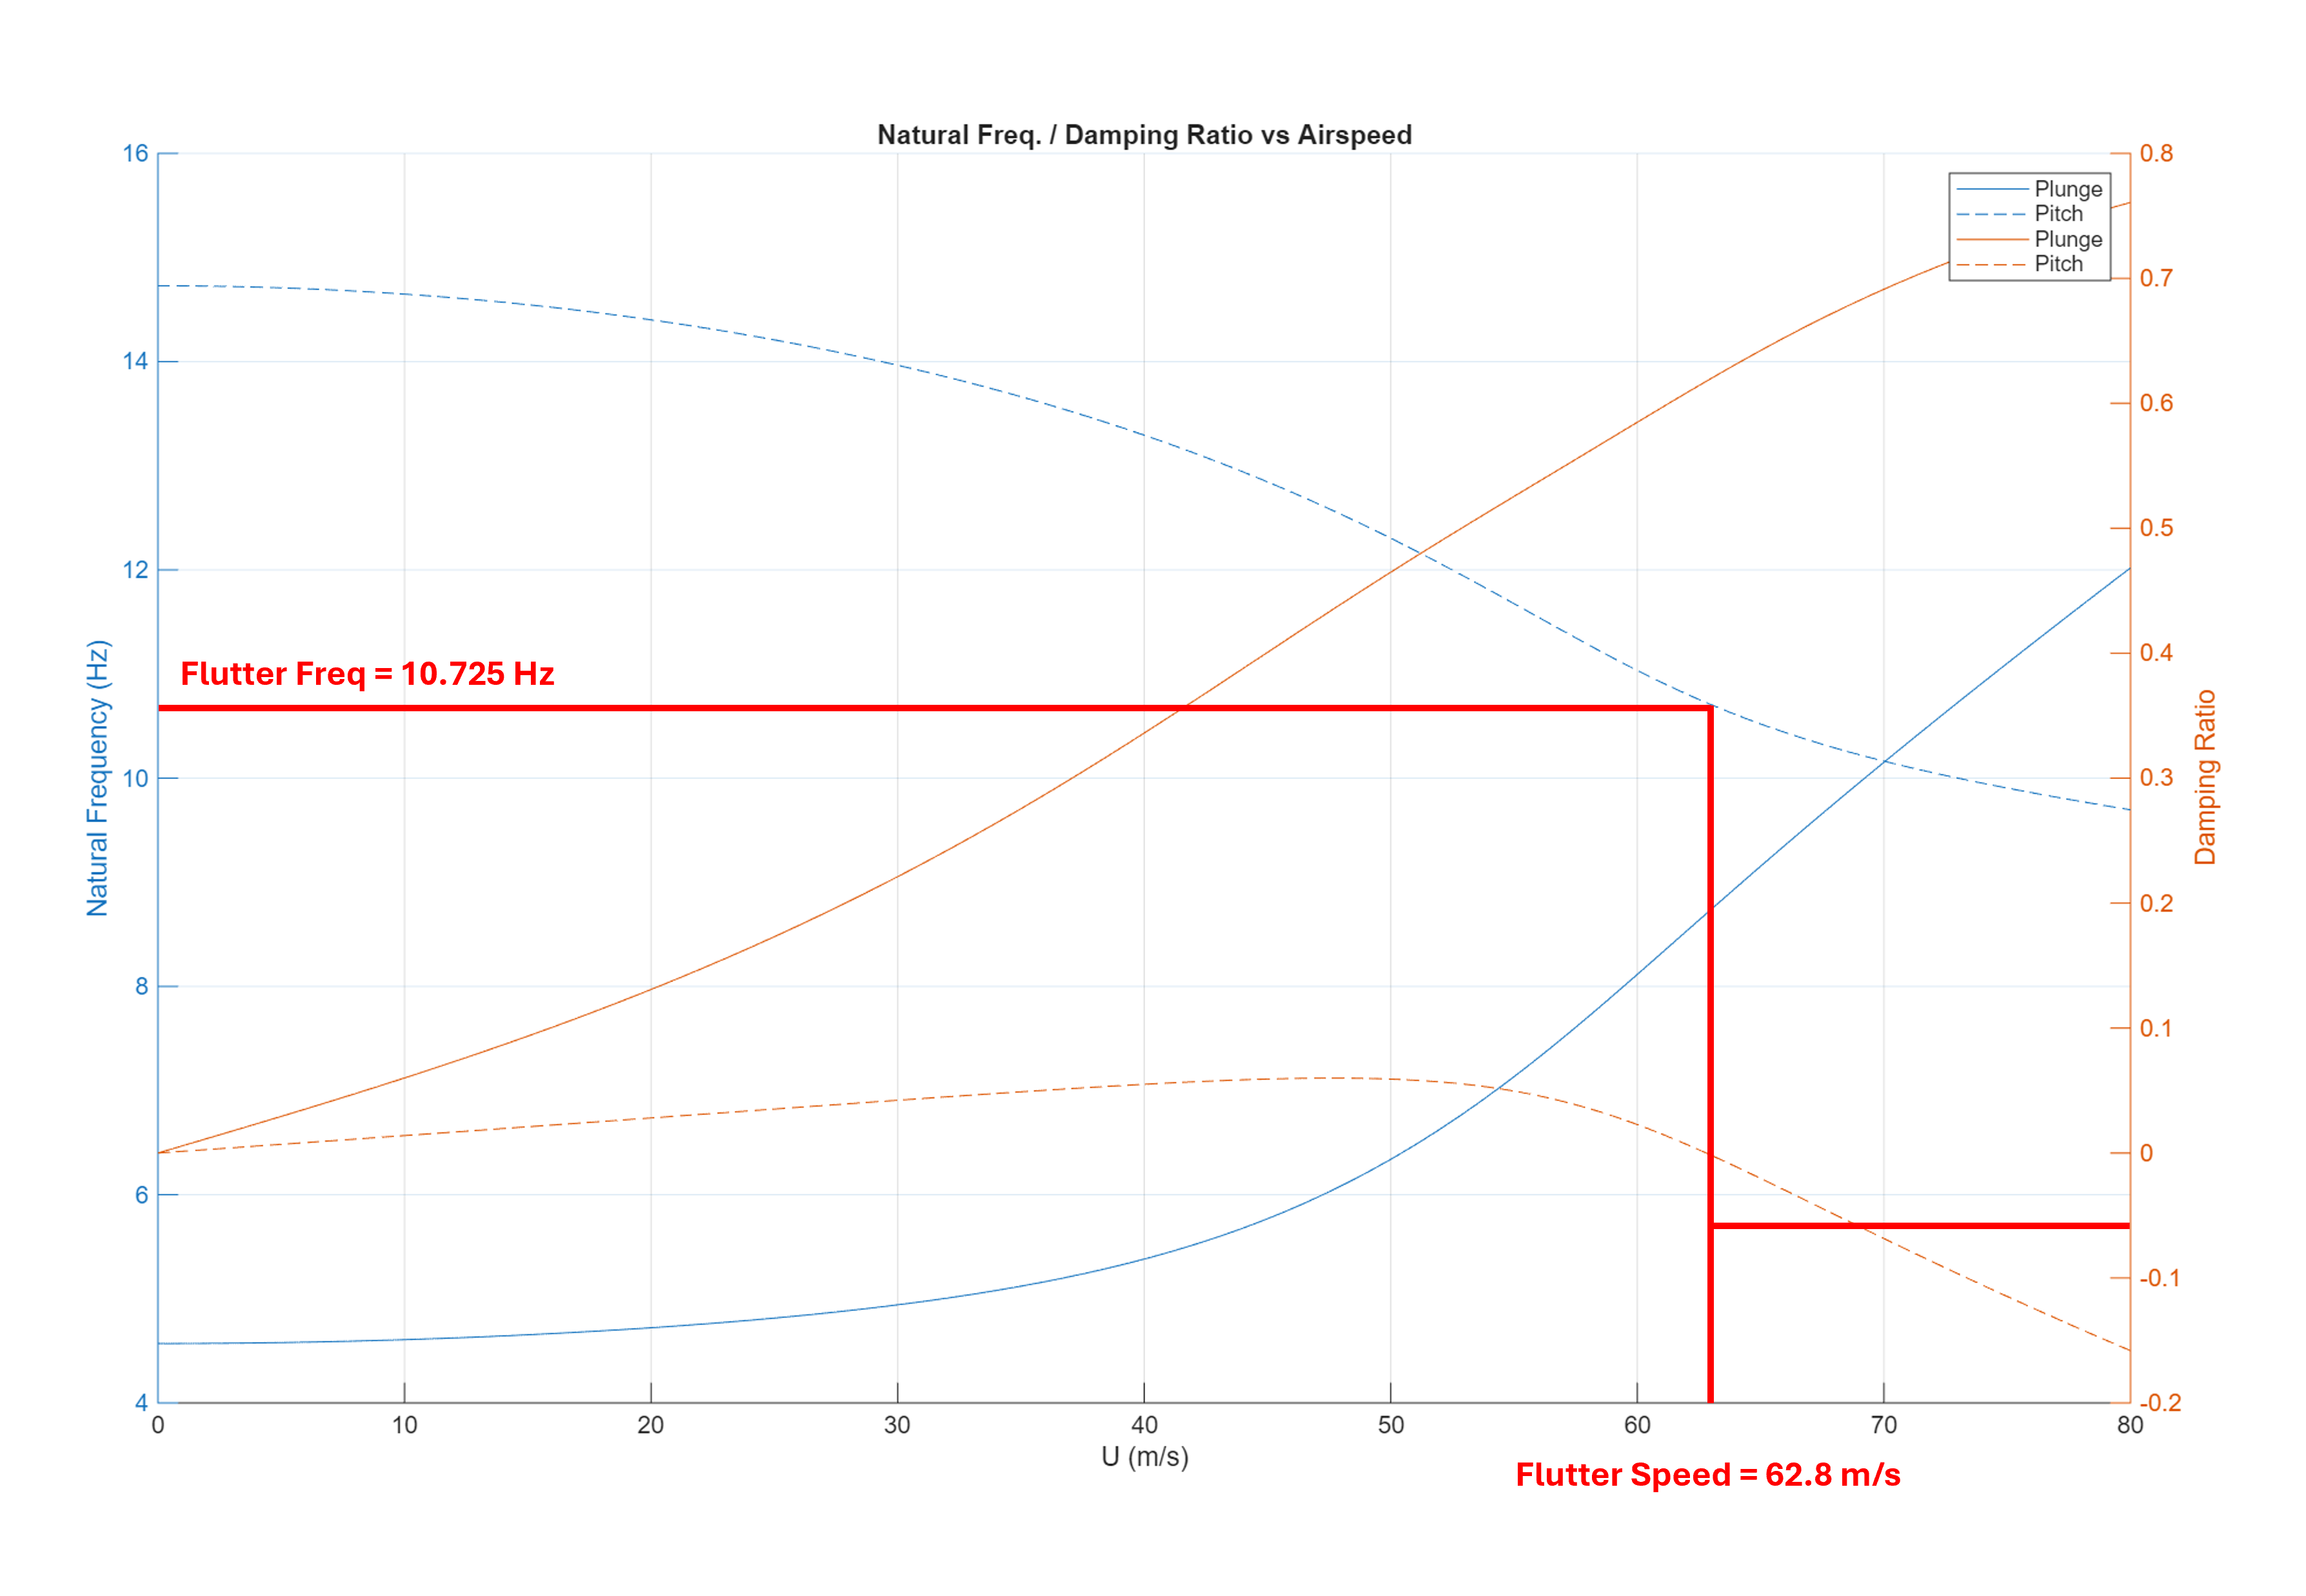 Natural Freq. / Damping Ratio vs Airspeed
Natural Frequency (Hz)
16
14
12
10
8
6
4
Flutter Freq = 10.725 Hz
Plunge
Pitch
Plunge
Pitch
0.8
0.7
0.6
0.5
0.4
0.3
0.2
0.1
0
-0.1
-0.2
Damping Ratio
0 10 20 30 40 50 60 70 80
U (m/s)
Flutter Speed = 62.8 m/s